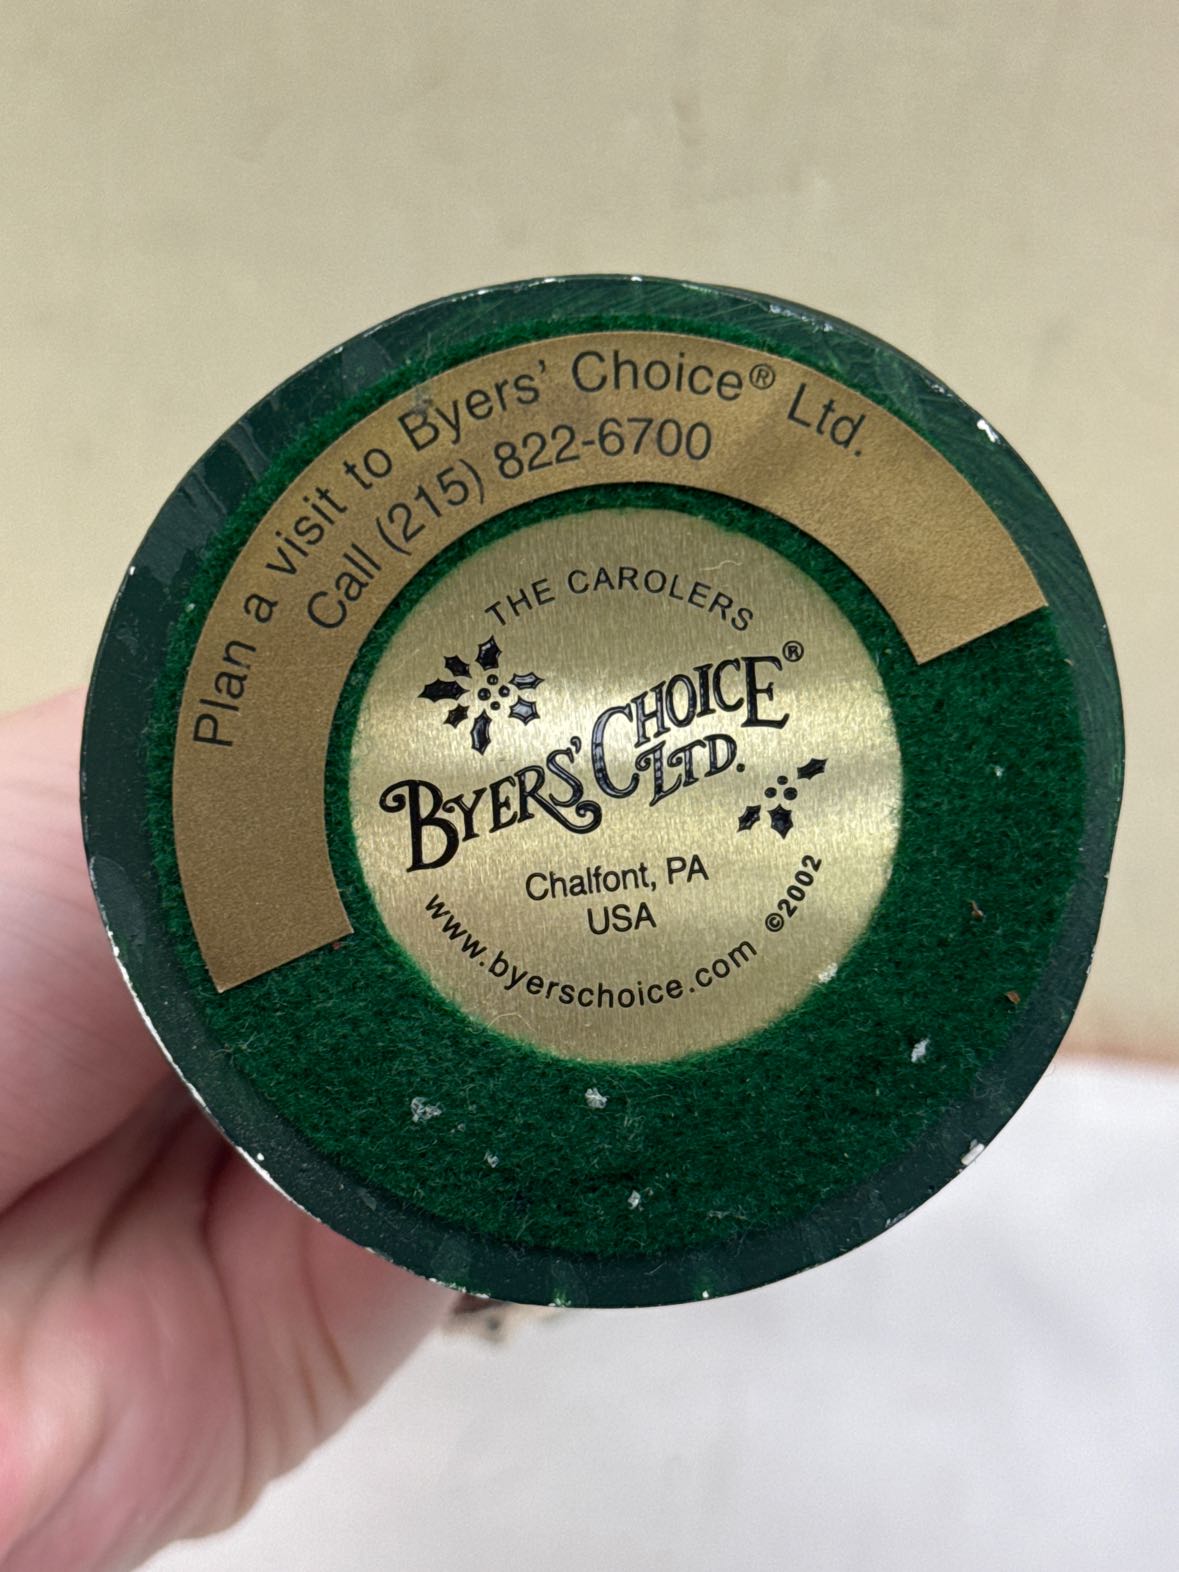 Plan a visit to Byers' Choice® Ltd.
Call (215) 822-6700
THE CAROLERS
BYERS' CHOICE®
LTD.
Chalfont, PA
USA
www.byerschoice.com ©2002